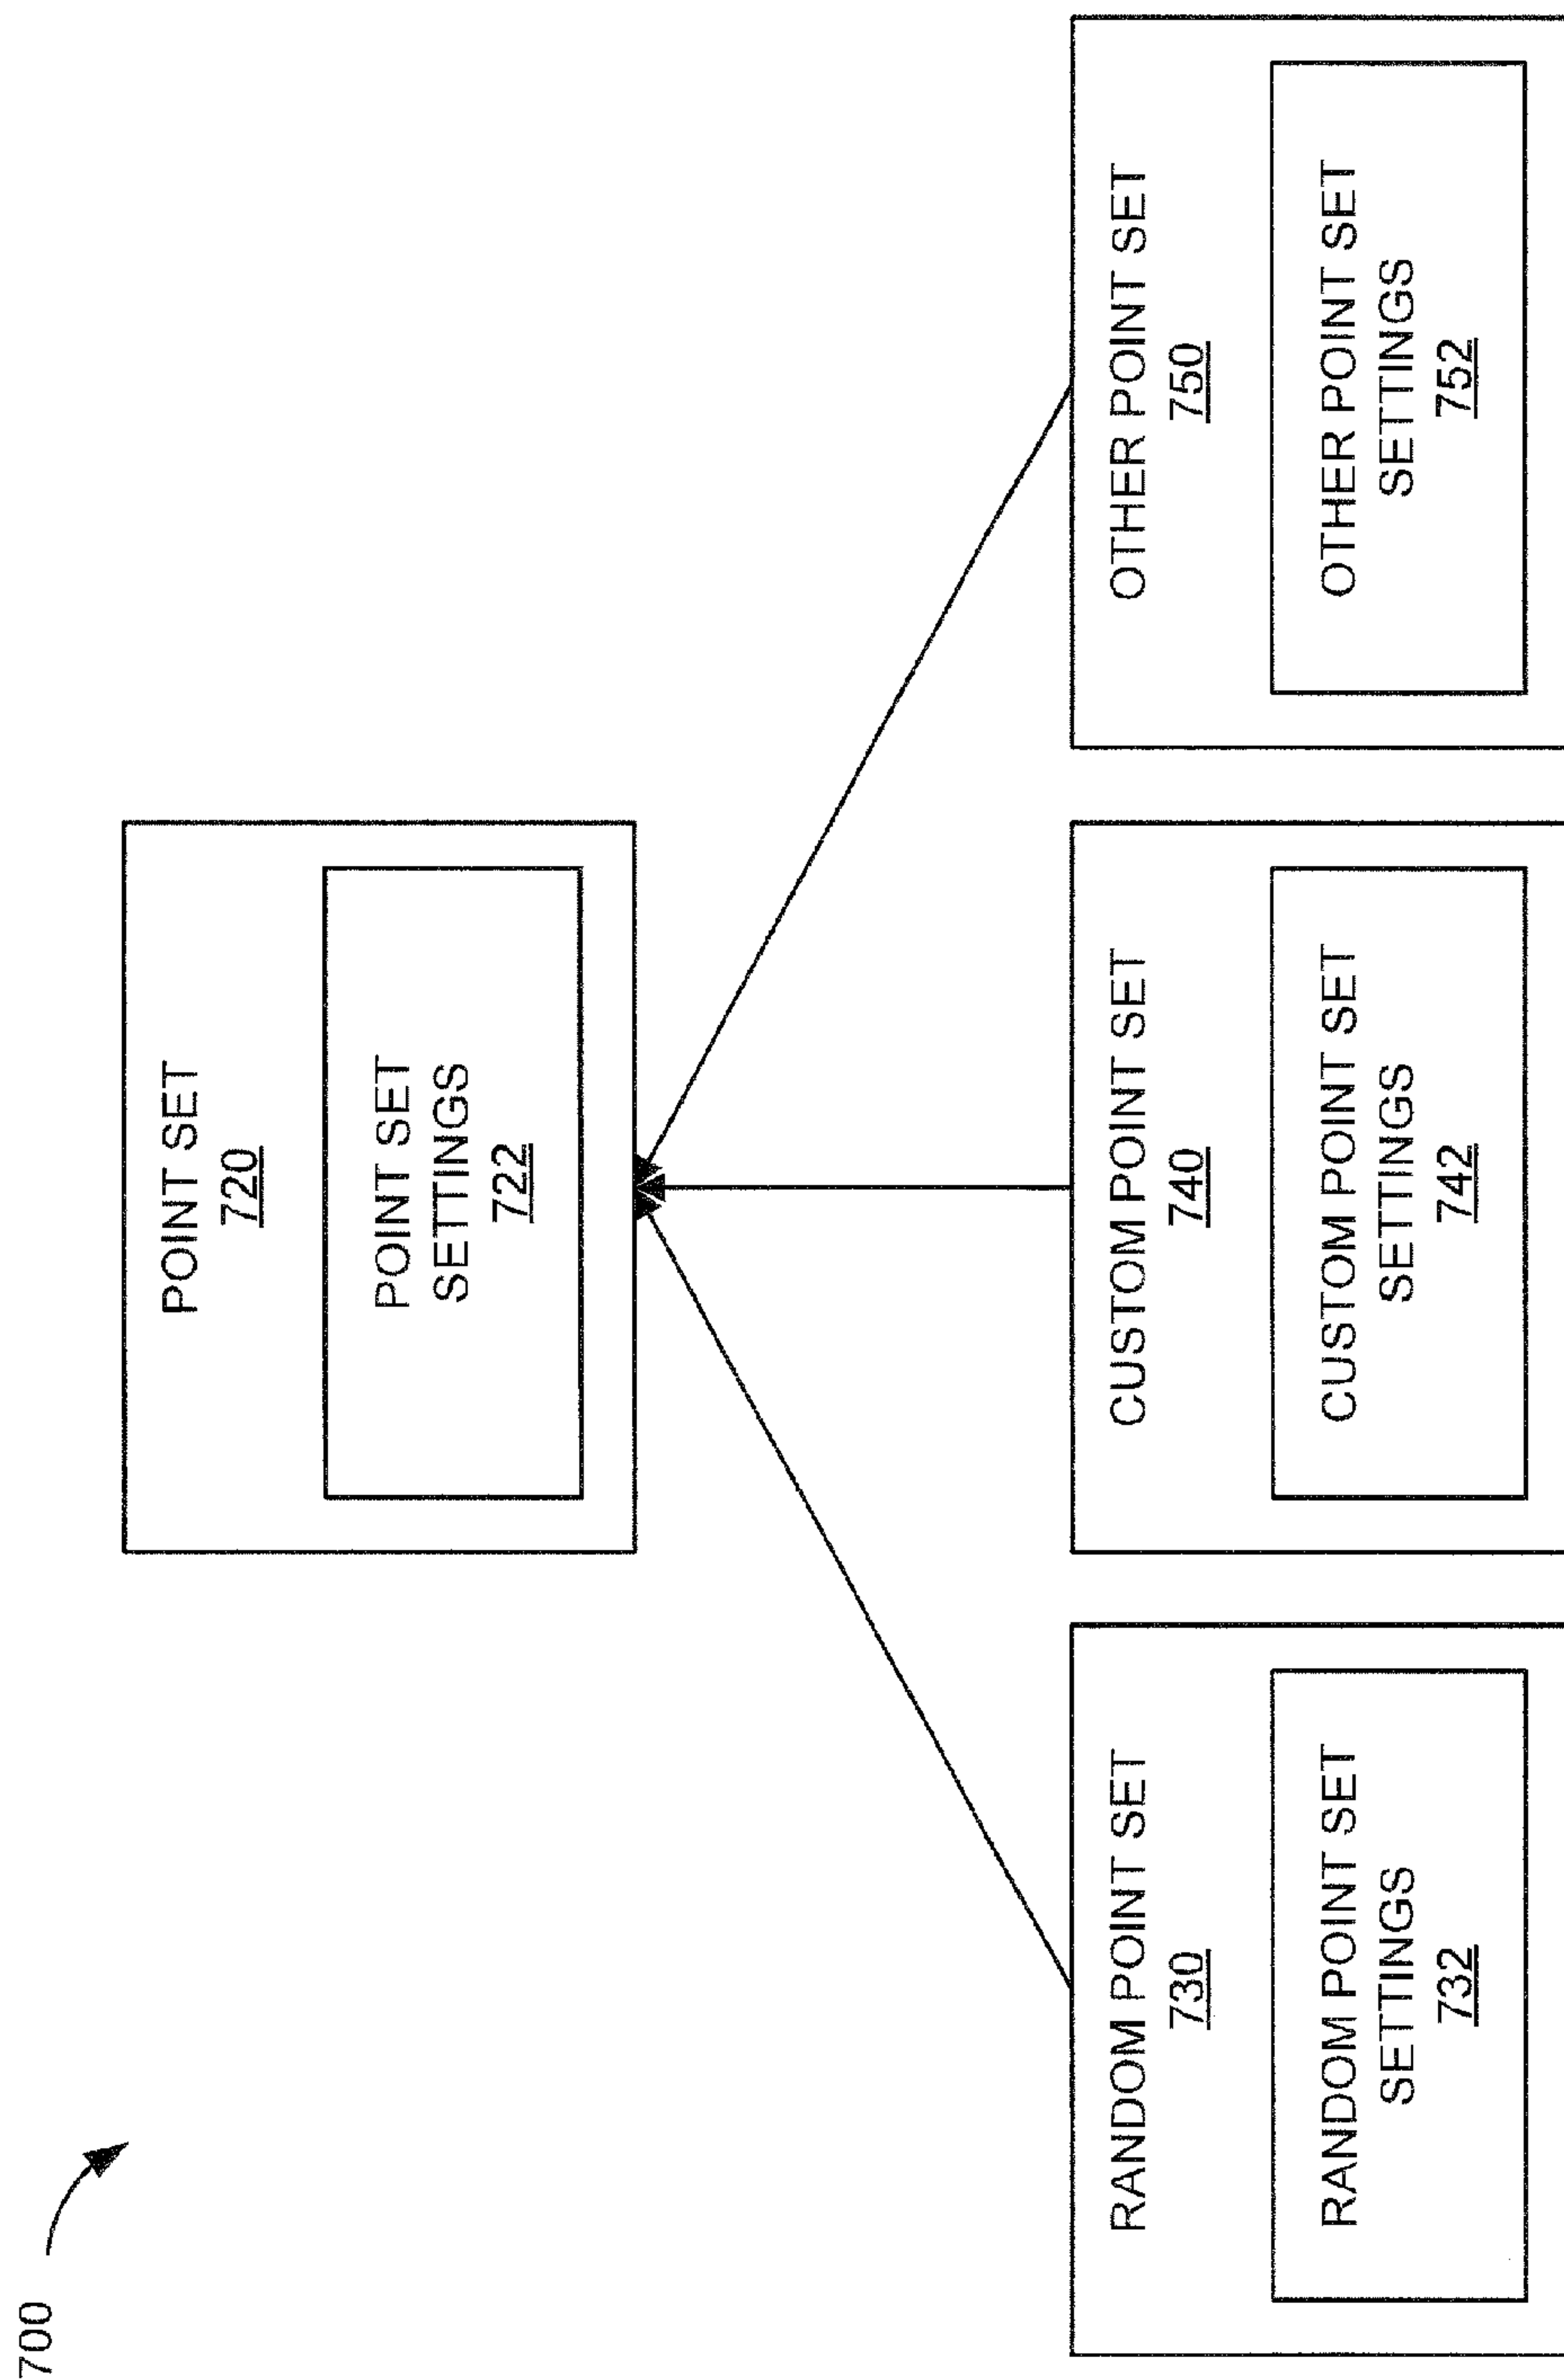 700
POINT SET
720
POINT SET
SETTINGS
722
RANDOM POINT SET
730
RANDOM POINT SET
SETTINGS
732
CUSTOM POINT SET
740
CUSTOM POINT SET
SETTINGS
742
OTHER POINT SET
750
OTHER POINT SET
SETTINGS
752